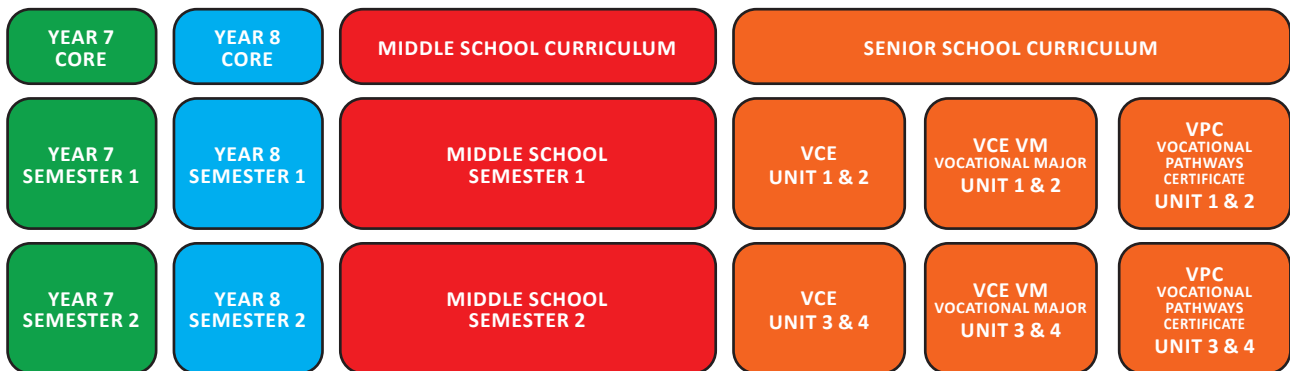 YEAR 7
CORE
YEAR 8
CORE
MIDDLE SCHOOL CURRICULUM
SENIOR SCHOOL CURRICULUM
YEAR 7
SEMESTER 1
YEAR 8
SEMESTER 1
MIDDLE SCHOOL
SEMESTER 1
VCE
UNIT 1 & 2
VCE VM
VOCATIONAL MAJOR
UNIT 1 & 2
VPC
VOCATIONAL
PATHWAYS
CERTIFICATE
UNIT 1 & 2
YEAR 7
SEMESTER 2
YEAR 8
SEMESTER 2
MIDDLE SCHOOL
SEMESTER 2
VCE
UNIT 3 & 4
VCE VM
VOCATIONAL MAJOR
UNIT 3 & 4
VPC
VOCATIONAL
PATHWAYS
CERTIFICATE
UNIT 3 & 4